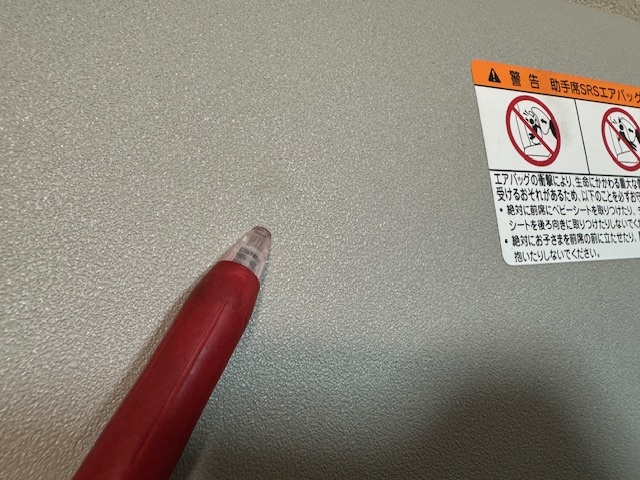 警告 助手席SRSエアバッグ
エアバッグの衝撃により、生命にかかわる重大な
受けるおそれがあるため、以下のことを必ずお守
・絶対に前席にベビーシートを取りつけたり、
シートを後ろ向きに取りつけたりしないでくだ
・絶対にお子さまを前席の前に立たせたり、
抱いたりしないでください。